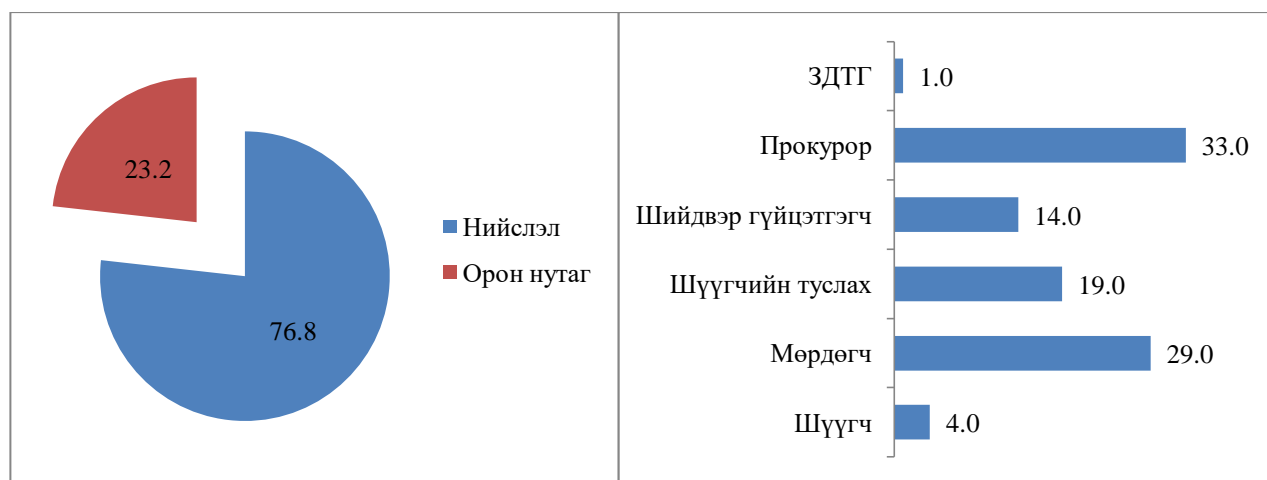 23.2
76.8
Нийслэл
Орон нутаг
ЗДТГ
1.0
Прокурор
33.0
Шийдвэр гүйцэтгэгч
14.0
Шүүгчийн туслах
19.0
Мөрдөгч
29.0
Шүүгч
4.0